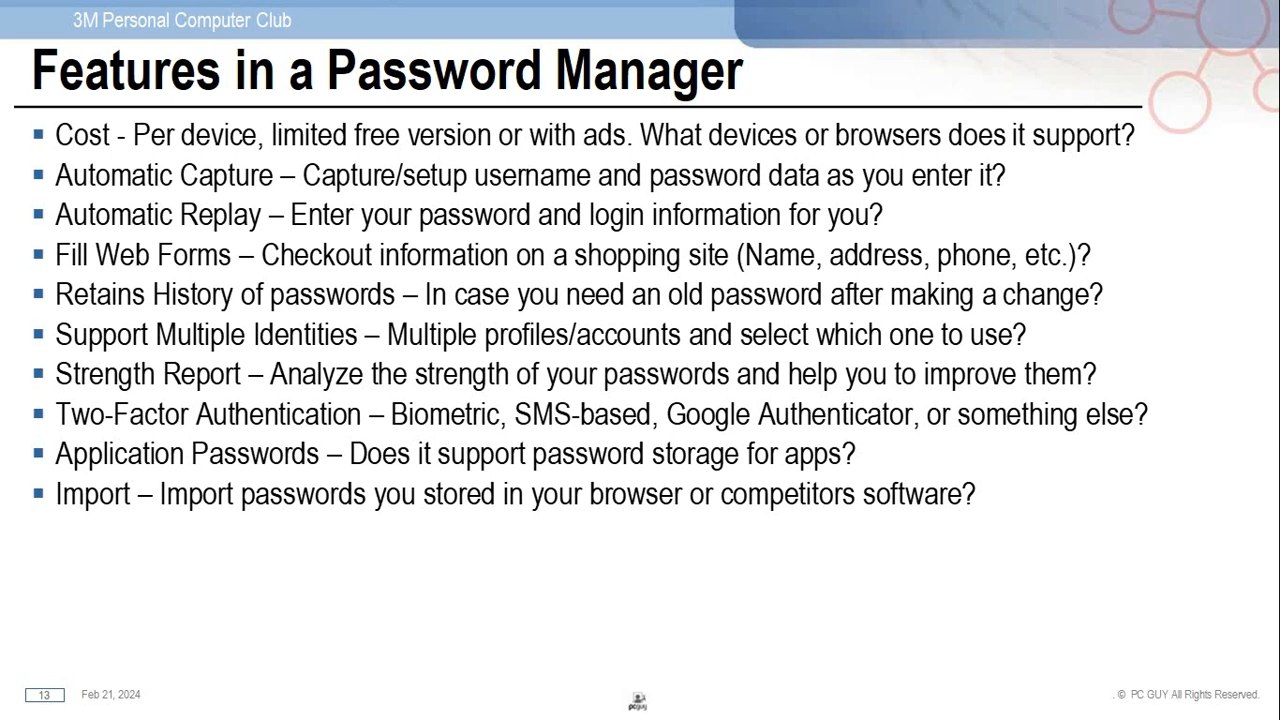 3M Personal Computer Club
Features in a Password Manager
▪ Cost - Per device, limited free version or with ads. What devices or browsers does it support?
▪ Automatic Capture – Capture/setup username and password data as you enter it?
▪ Automatic Replay – Enter your password and login information for you?
▪ Fill Web Forms – Checkout information on a shopping site (Name, address, phone, etc.)?
▪ Retains History of passwords – In case you need an old password after making a change?
▪ Support Multiple Identities – Multiple profiles/accounts and select which one to use?
▪ Strength Report – Analyze the strength of your passwords and help you to improve them?
▪ Two-Factor Authentication – Biometric, SMS-based, Google Authenticator, or something else?
▪ Application Passwords – Does it support password storage for apps?
▪ Import – Import passwords you stored in your browser or competitors software?
13 Feb 21, 2024
pcguy
. © PC GUY All Rights Reserved.